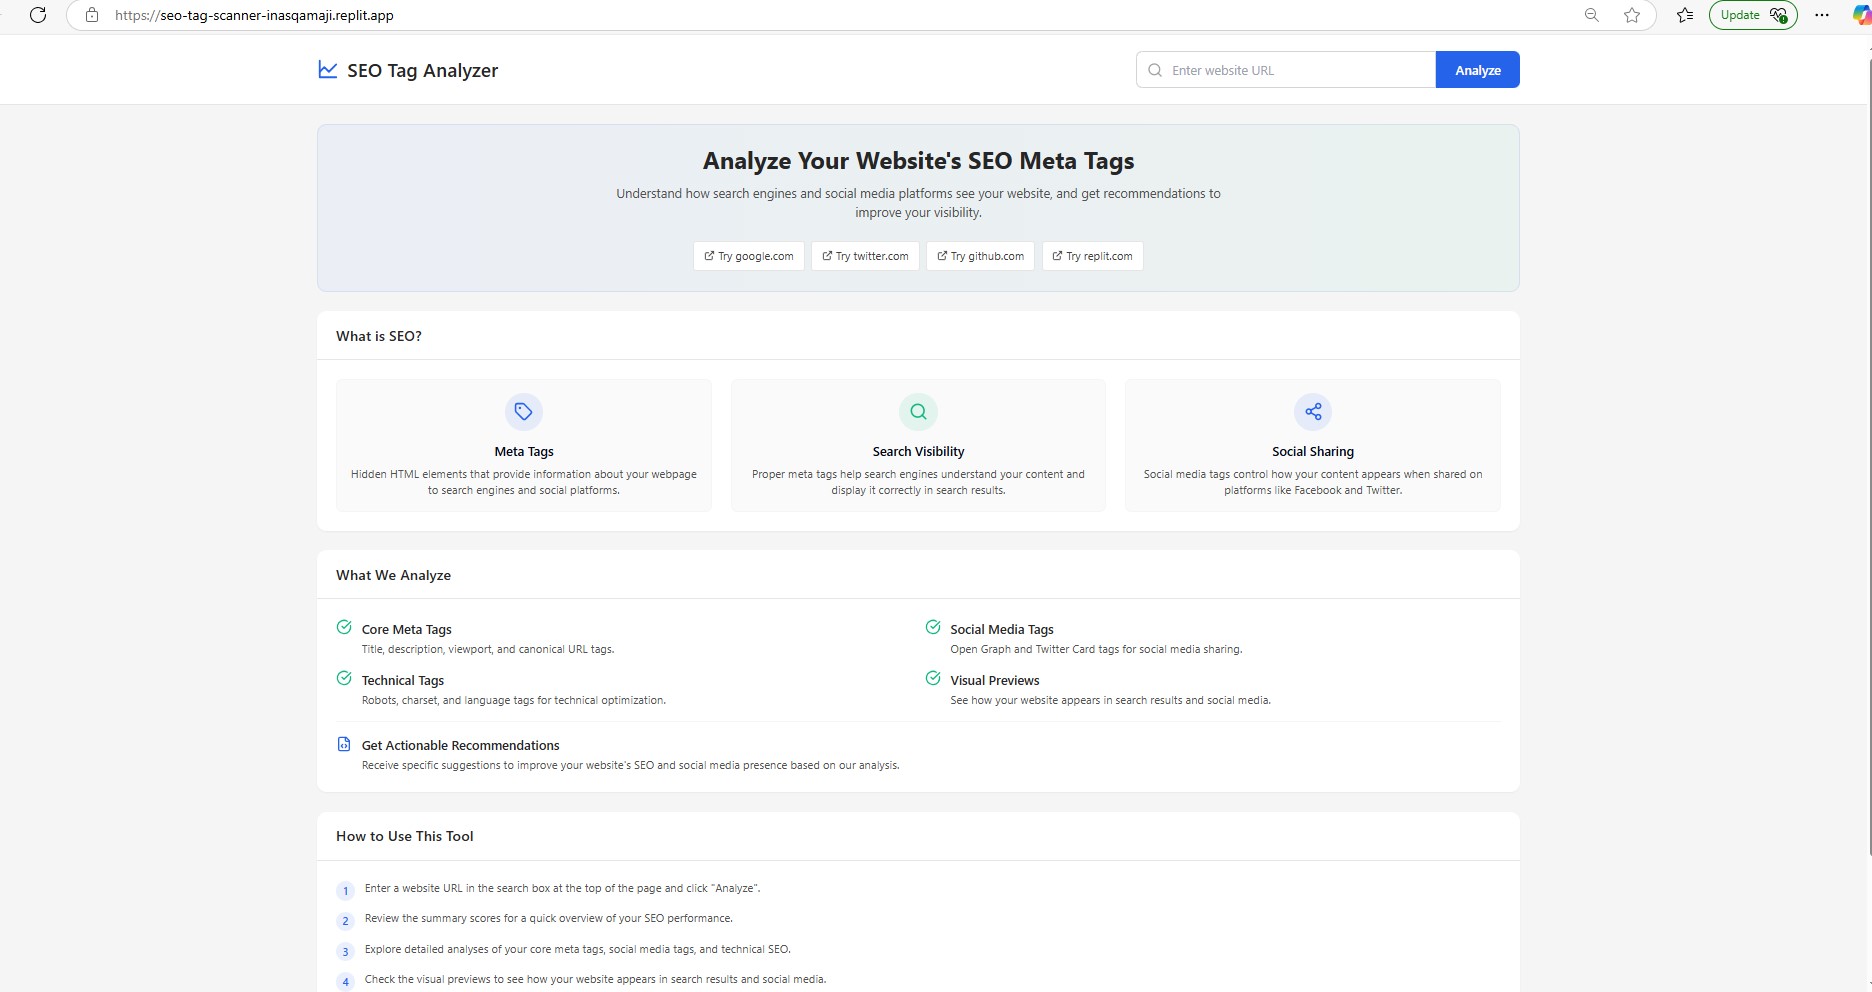 https://seo-tag-scanner-inasqamaji.replit.app
Update
SEO Tag Analyzer
Enter website URL
Analyze
Analyze Your Website's SEO Meta Tags
Understand how search engines and social media platforms see your website, and get recommendations to
improve your visibility.
Try google.com
Try twitter.com
Try github.com
Try replit.com
What is SEO?
Meta Tags
Hidden HTML elements that provide information about your webpage
to search engines and social platforms.
Search Visibility
Proper meta tags help search engines understand your content and
display it correctly in search results.
Social Sharing
Social media tags control how your content appears when shared on
platforms like Facebook and Twitter.
What We Analyze
Core Meta Tags
Title, description, viewport, and canonical URL tags.
Social Media Tags
Open Graph and Twitter Card tags for social media sharing.
Technical Tags
Robots, charset, and language tags for technical optimization.
Visual Previews
See how your website appears in search results and social media.
Get Actionable Recommendations
Receive specific suggestions to improve your website's SEO and social media presence based on our analysis.
How to Use This Tool
1 Enter a website URL in the search box at the top of the page and click "Analyze".
2 Review the summary scores for a quick overview of your SEO performance.
3 Explore detailed analyses of your core meta tags, social media tags, and technical SEO.
4 Check the visual previews to see how your website appears in search results and social media.